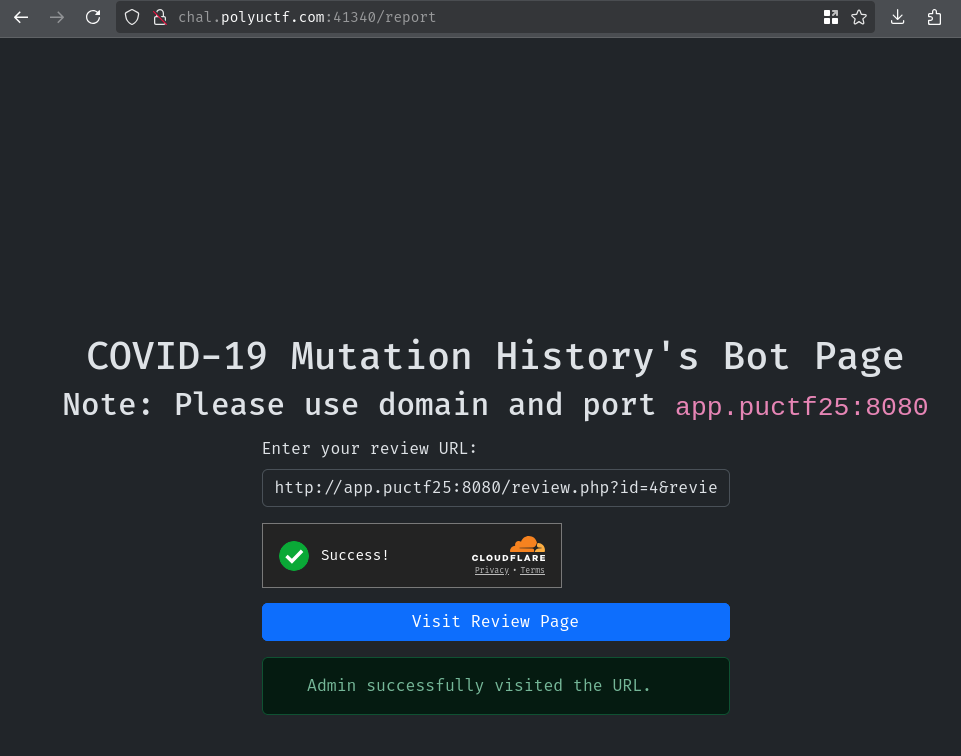 chal.polyuctf.com:41340/report
COVID-19 Mutation History's Bot Page
Note: Please use domain and port app.puctf25:8080
Enter your review URL:
http://app.puctf25:8080/review.php?id=4&revie
Success!
CLOUDFLARE
Privacy • Terms
Visit Review Page
Admin successfully visited the URL.